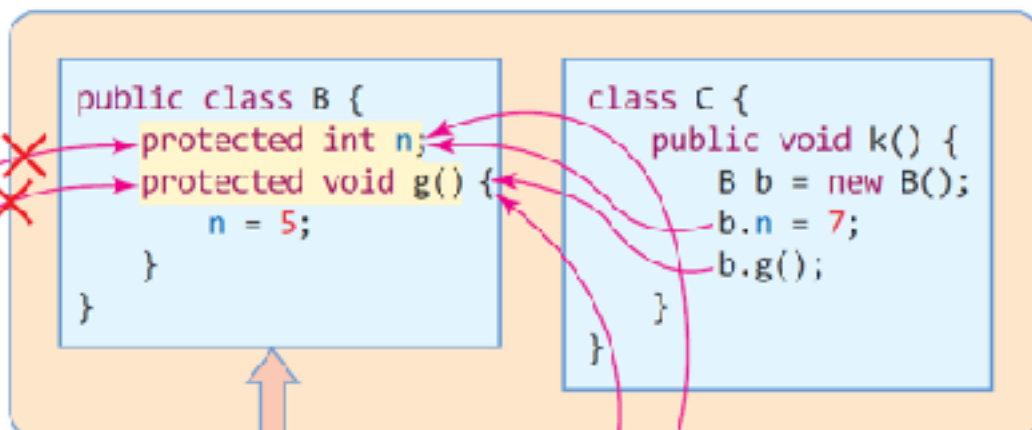 public class B {
protected int n;
protected void g() {
n = 5;
}
}
class C {
public void k() {
B b = new B();
b.n = 7;
b.g();
}
}